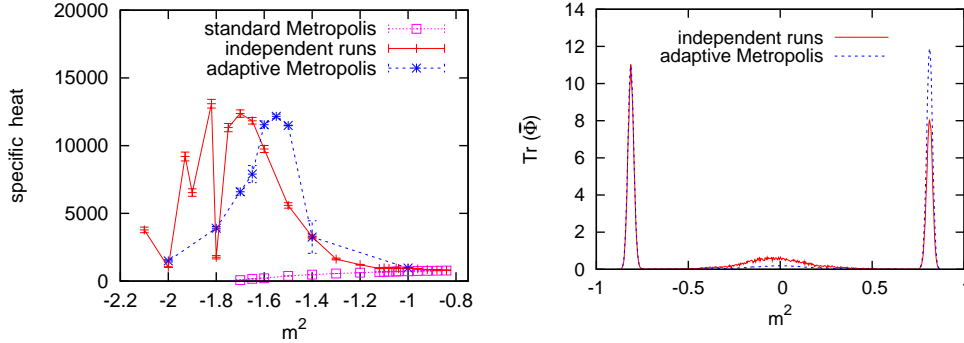 standard Metropolis
independent runs
adaptive Metropolis
20000
15000
10000
5000
0
specific heat
-2.2 -2 -1.8 -1.6 -1.4 -1.2 -1 -0.8
m²
independent runs
adaptive Metropolis
14
12
10
8
6
4
2
0
Tr (Φ̄)
-1 -0.5 0 0.5 1
m²